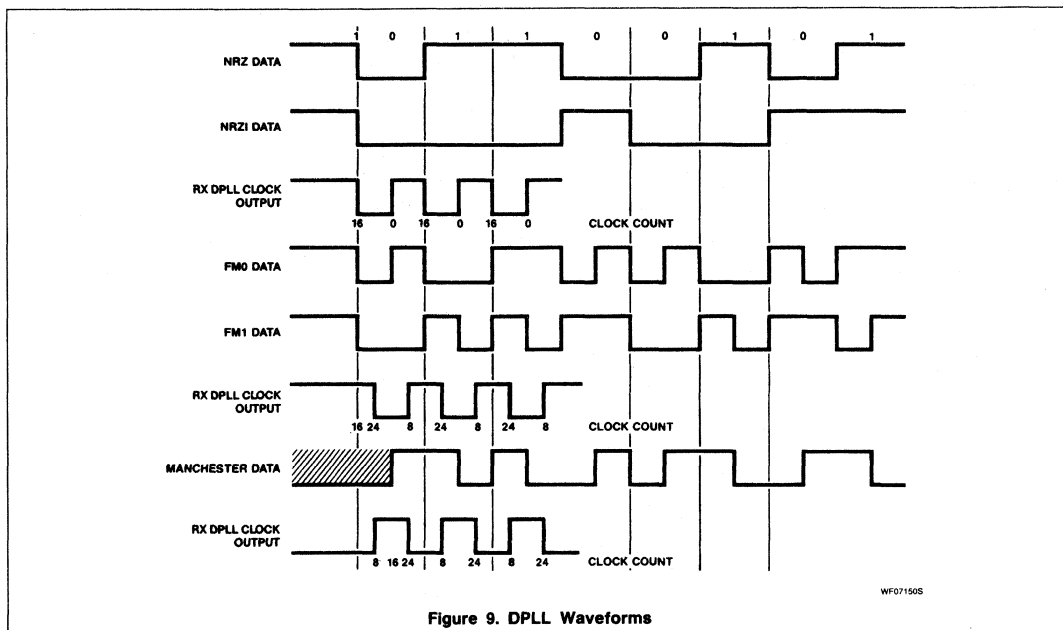 1 0 1 1 0 0 1 0 1
NRZ DATA
NRZI DATA
RX DPLL CLOCK
OUTPUT
16 0 16 0 16 0 CLOCK COUNT
FM0 DATA
FM1 DATA
RX DPLL CLOCK
OUTPUT
16 24 8 24 8 24 8 CLOCK COUNT
MANCHESTER DATA
RX DPLL CLOCK
OUTPUT
8 16 24 8 24 8 24 CLOCK COUNT
WF07150S
Figure 9. DPLL Waveforms